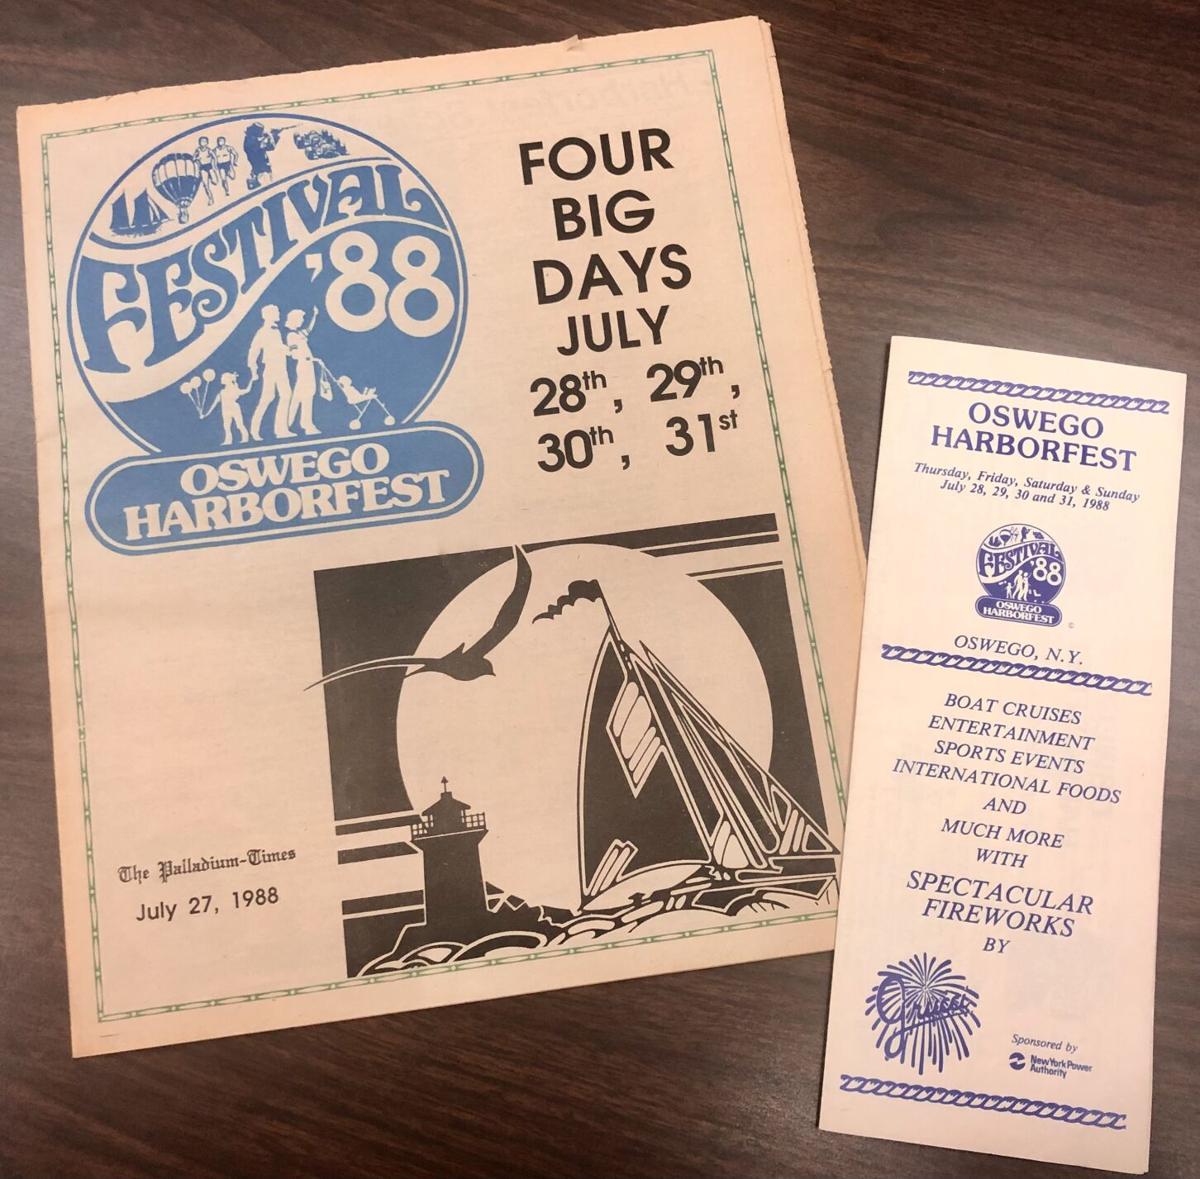 FESTIVAL
'88
OSWEGO
HARBORFEST
FOUR
BIG
DAYS
JULY
28th, 29th,
30th, 31st
The Palladium-Times
July 27, 1988
OSWEGO
HARBORFEST
Thursday, Friday, Saturday & Sunday
July 28, 29, 30 and 31, 1988
FESTIVAL
'88
OSWEGO
HARBORFEST
©
OSWEGO, N.Y.
BOAT CRUISES
ENTERTAINMENT
SPORTS EVENTS
INTERNATIONAL FOODS
AND
MUCH MORE
WITH
SPECTACULAR
FIREWORKS
BY
Grucci
Sponsored by
New York Power
Authority